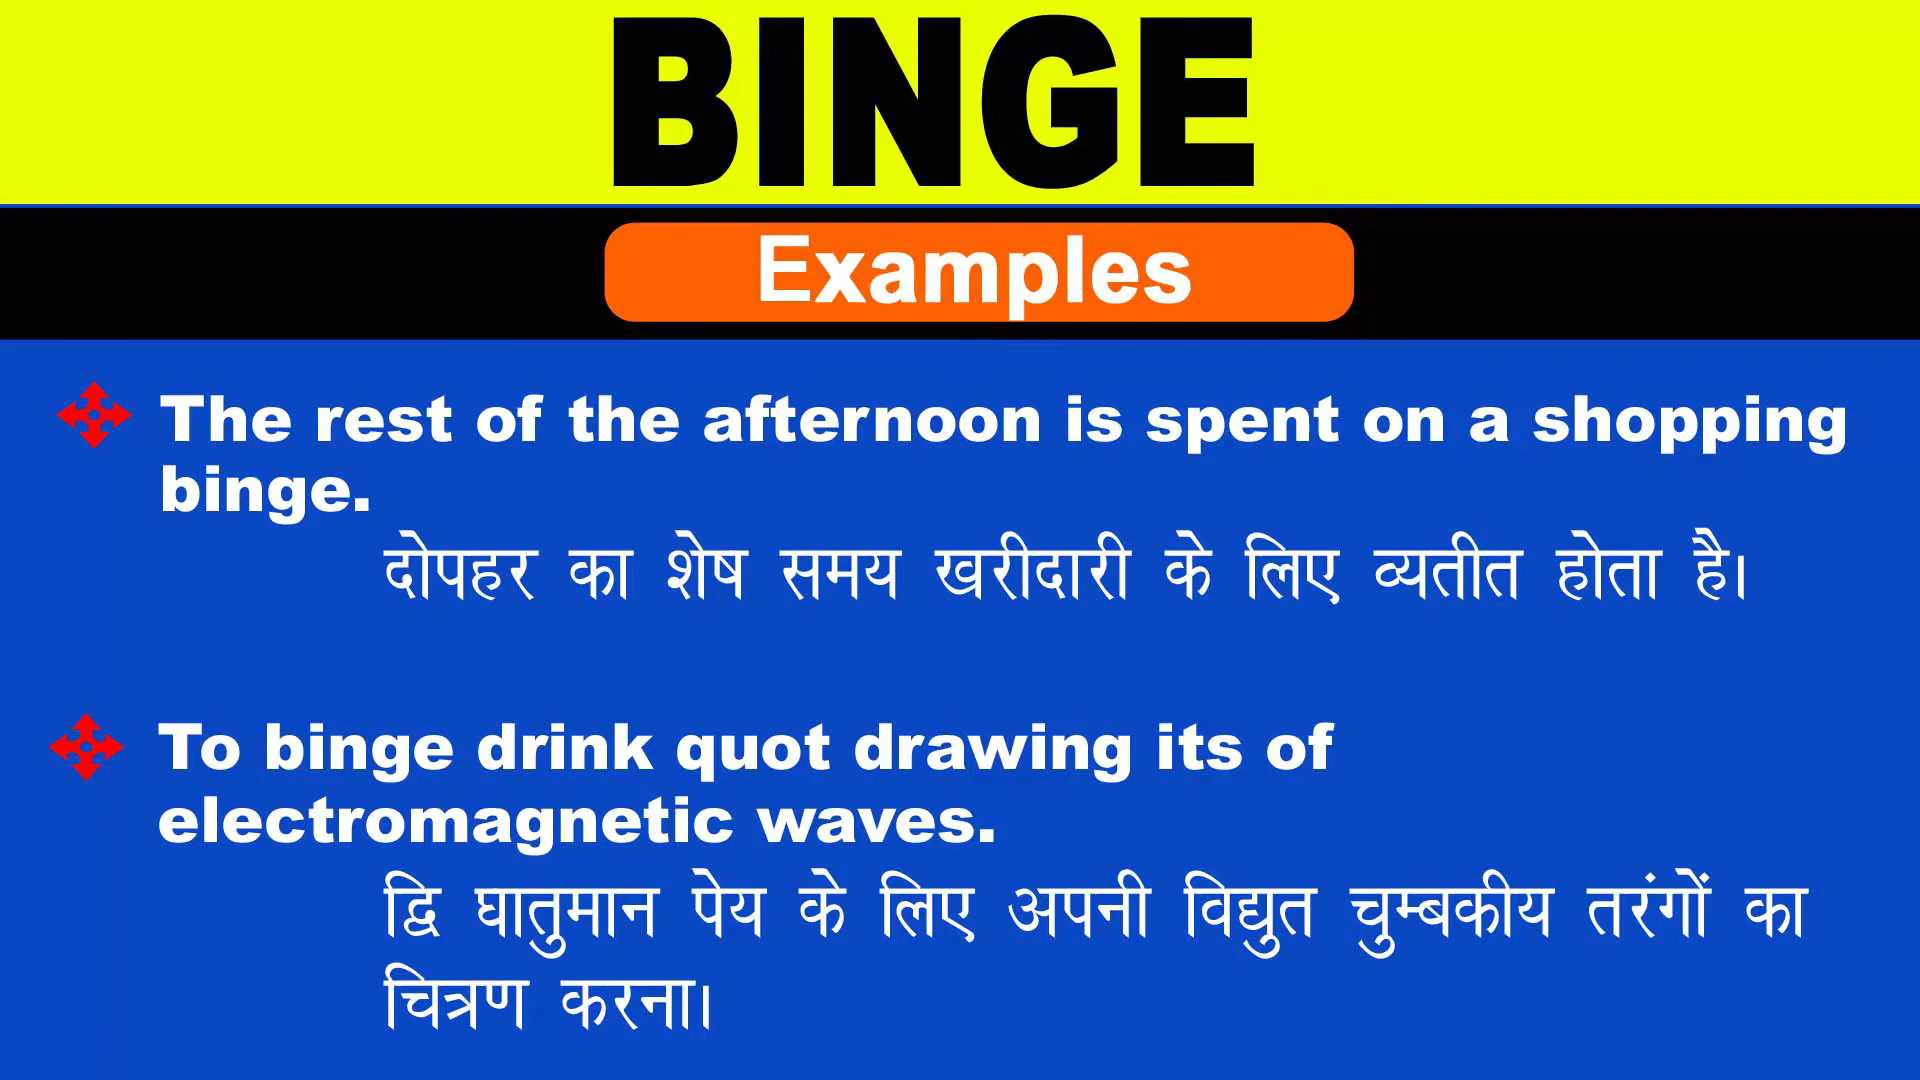 BINGE
Examples
The rest of the afternoon is spent on a shopping
binge.
दोपहर का शेष समय खरीदारी के लिए व्यतीत होता है।
To binge drink quot drawing its of
electromagnetic waves.
द्वि घातुमान पेय के लिए अपनी विद्युत चुम्बकीय तरंगों का
चित्रण करना।